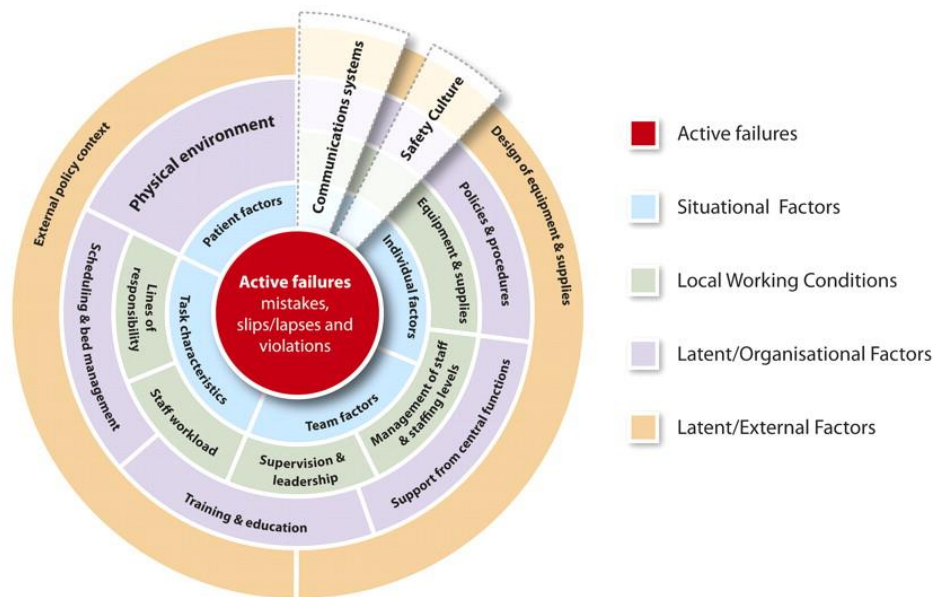 External policy context
Physical environment
Patient factors
Communications systems
Safety Culture
Design of equipment & supplies
Policies & procedures
Equipment & supplies
Individual factors
Active failures
mistakes,
slips/lapses and
violations
Scheduling & bed management
Lines of
responsibility
Task characteristics
Staff workload
Team factors
Management of staff
& staffing levels
Supervision &
leadership
Support from central functions
Training & education
Active failures
Situational Factors
Local Working Conditions
Latent/Organisational Factors
Latent/External Factors